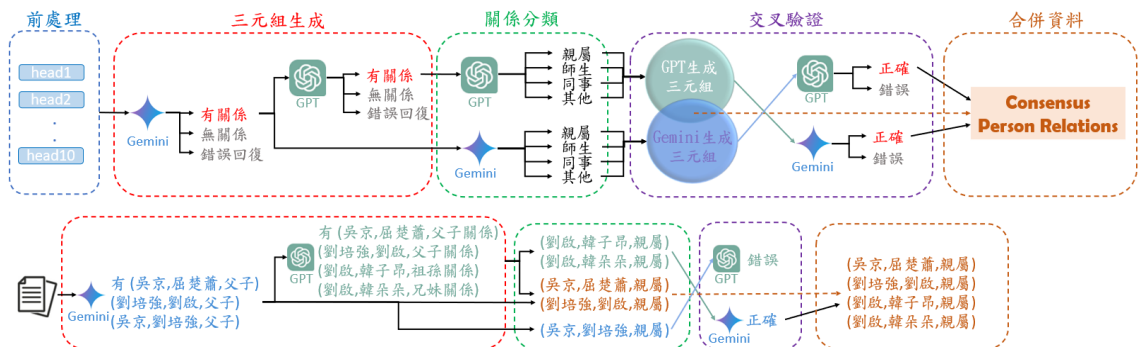 前處理
三元組生成
關係分類
交叉驗證
合併資料
head1
head2
.
.
head10
Gemini
有關係
無關係
錯誤回復
GPT
有關係
無關係
錯誤回復
GPT
親屬
師生
同事
其他
Gemini
親屬
師生
同事
其他
GPT生成
三元組
Gemini生成
三元組
GPT
正確
錯誤
Gemini
正確
錯誤
Consensus
Person Relations
Gemini
有 (吳京,屈楚蕭,父子)
(劉培強,劉啟,父子)
(吳京,劉培強,父子)
GPT
有 (吳京,屈楚蕭,父子關係)
(劉培強,劉啟,父子關係)
(劉啟,韓子昂,祖孫關係)
(劉啟,韓朵朵,兄妹關係)
(劉啟,韓子昂,親屬)
(劉啟,韓朵朵,親屬)
(吳京,屈楚蕭,親屬)
(劉培強,劉啟,親屬)
(吳京,劉培強,親屬)
GPT
錯誤
Gemini
正確
(吳京,屈楚蕭,親屬)
(劉培強,劉啟,親屬)
(劉啟,韓子昂,親屬)
(劉啟,韓朵朵,親屬)